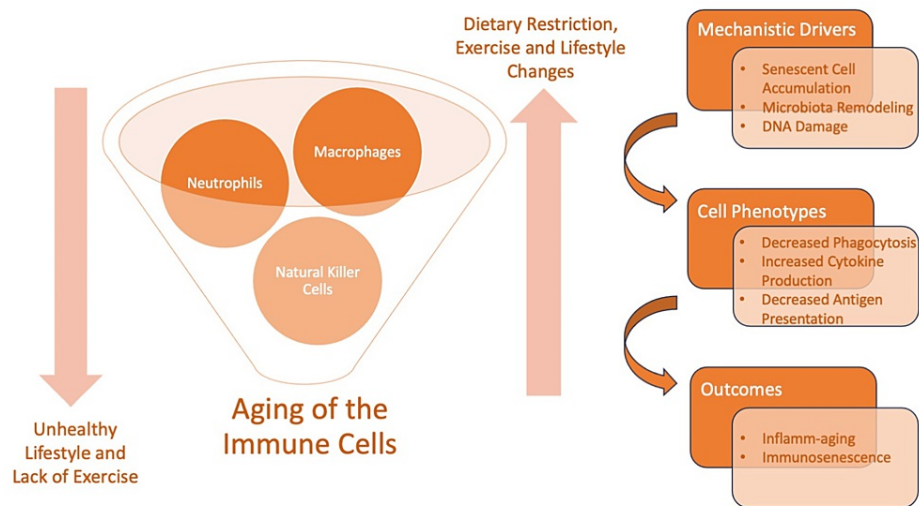 Dietary Restriction,
Exercise and Lifestyle
Changes
Neutrophils
Macrophages
Natural Killer
Cells
Aging of the
Immune Cells
Unhealthy
Lifestyle and
Lack of Exercise
Mechanistic Drivers
• Senescent Cell
Accumulation
• Microbiota Remodeling
• DNA Damage
Cell Phenotypes
• Decreased Phagocytosis
• Increased Cytokine
Production
• Decreased Antigen
Presentation
Outcomes
• Inflamm-aging
• Immunosenescence